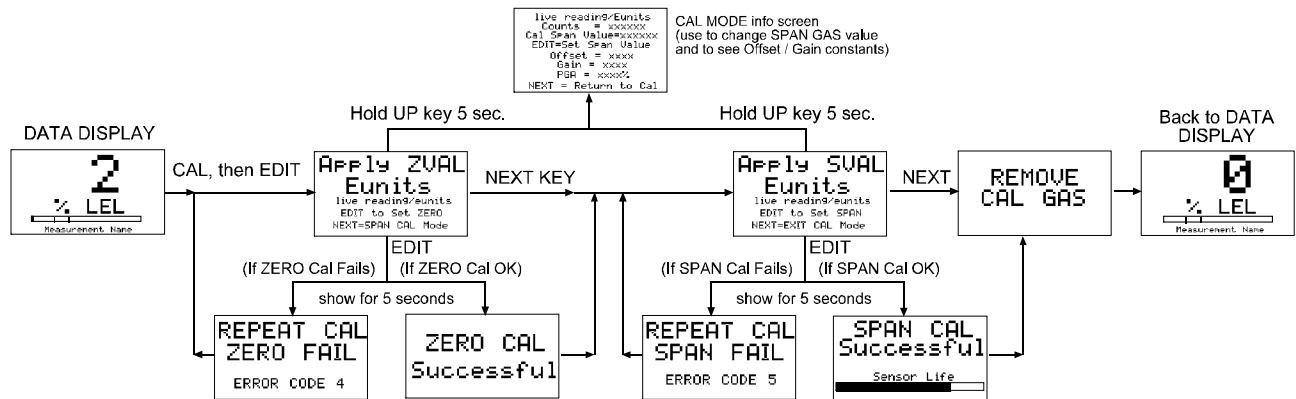 live reading/Eunits
Counts = xxxxxx
Cal Span Value=xxxxxx
EDIT=Set Span Value
Offset = xxxx
Gain = xxxx
PGA = xxxx%
NEXT = Return to Cal
CAL MODE info screen
(use to change SPAN GAS value
and to see Offset / Gain constants)
Hold UP key 5 sec.
Hold UP key 5 sec.
DATA DISPLAY
2
% LEL
Measurement Name
CAL, then EDIT
Apply ZVAL
Eunits
live reading/eunits
EDIT to Set ZERO
NEXT=SPAN CAL Mode
NEXT KEY
Apply SVAL
Eunits
live reading/eunits
EDIT to Set SPAN
NEXT=EXIT CAL Mode
NEXT
REMOVE
CAL GAS
Back to DATA
DISPLAY
0
% LEL
Measurement Name
EDIT
(If ZERO Cal Fails)
(If ZERO Cal OK)
show for 5 seconds
REPEAT CAL
ZERO FAIL
ERROR CODE 4
ZERO CAL
Successful
EDIT
(If SPAN Cal Fails)
(If SPAN Cal OK)
show for 5 seconds
REPEAT CAL
SPAN FAIL
ERROR CODE 5
SPAN CAL
Successful
Sensor Life